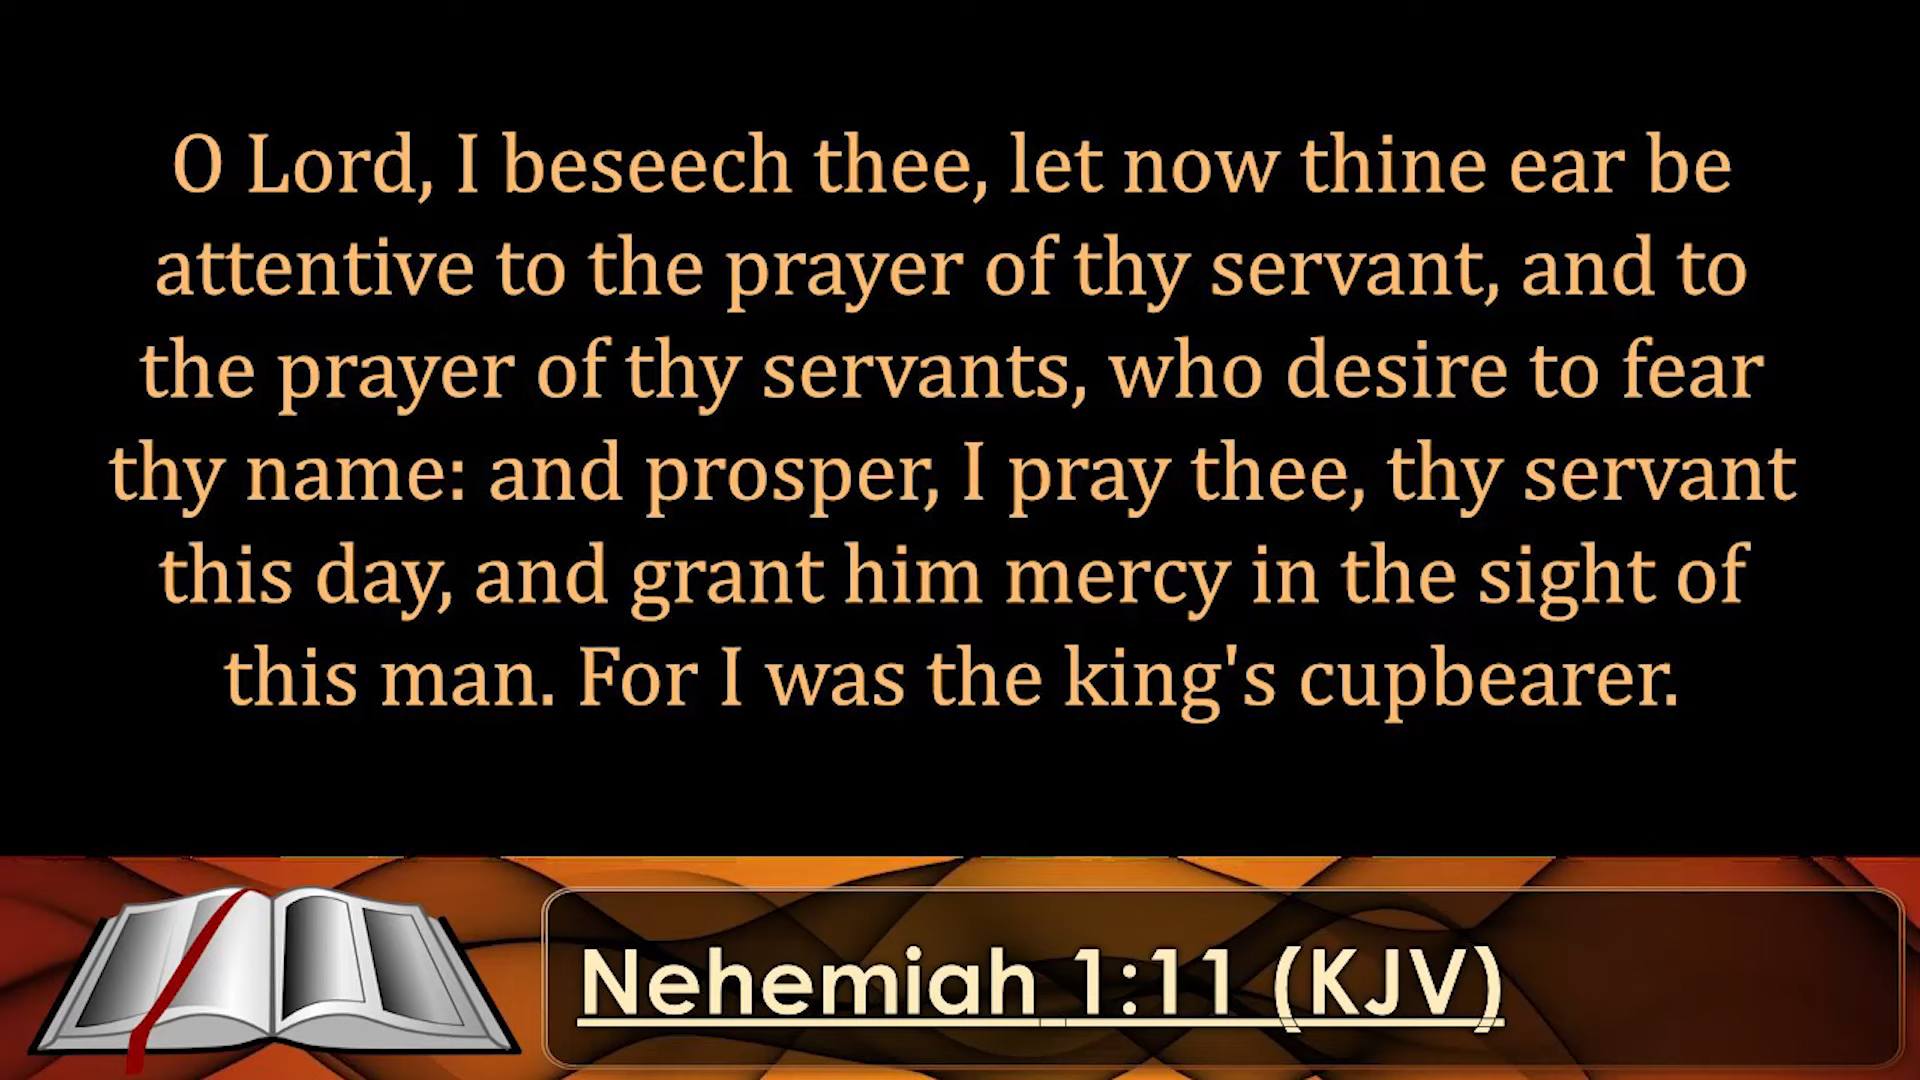 O Lord, I beseech thee, let now thine ear be
attentive to the prayer of thy servant, and to
the prayer of thy servants, who desire to fear
thy name: and prosper, I pray thee, thy servant
this day, and grant him mercy in the sight of
this man. For I was the king's cupbearer.
Nehemiah 1:11 (KJV)